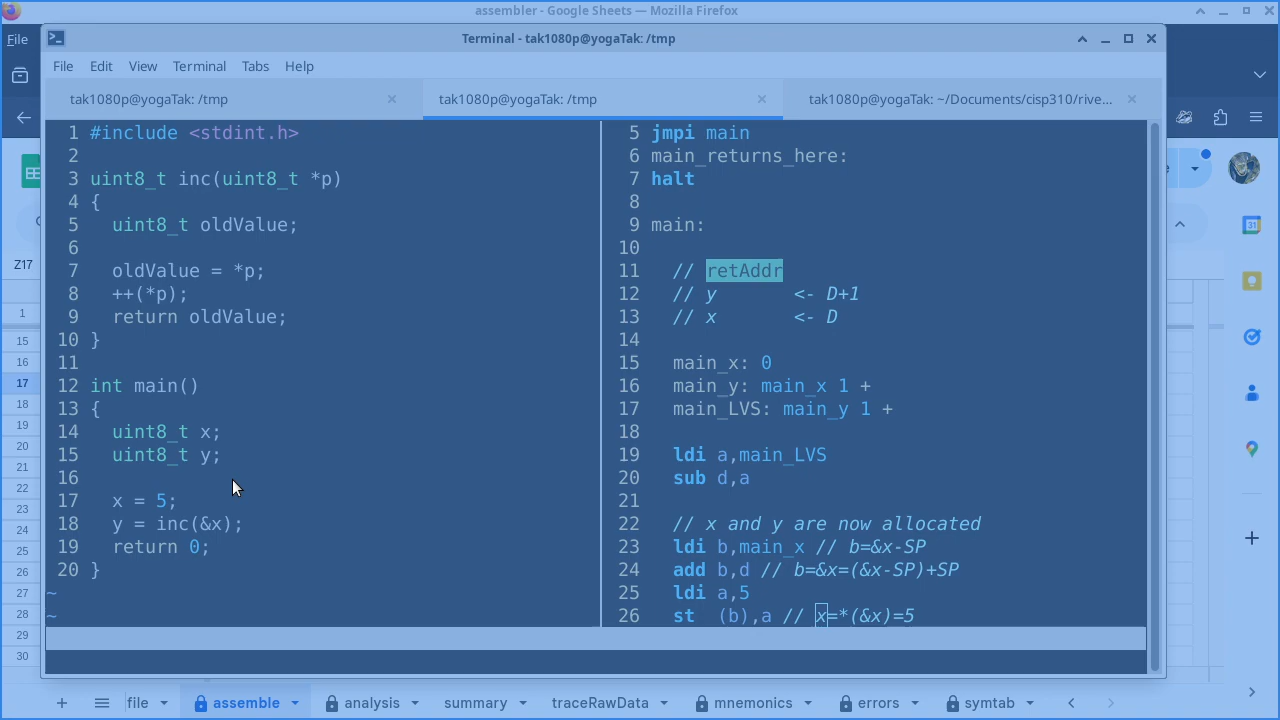 assembler - Google Sheets — Mozilla Firefox
File
Terminal - tak1080p@yogaTak: /tmp
File Edit View Terminal Tabs Help
tak1080p@yogaTak: /tmp
tak1080p@yogaTak: /tmp
tak1080p@yogaTak: ~/Documents/cisp310/rive...
1 #include <stdint.h>
2
3 uint8_t inc(uint8_t *p)
4 {
5   uint8_t oldValue;
6
7   oldValue = *p;
8   ++(*p);
9   return oldValue;
10 }
11
12 int main()
13 {
14   uint8_t x;
15   uint8_t y;
16
17   x = 5;
18   y = inc(&x);
19   return 0;
20 }
~
~
5 jmpi main
6 main_returns_here:
7 halt
8
9 main:
10
11   // retAddr
12   // y       <- D+1
13   // x       <- D
14
15   main_x: 0
16   main_y: main_x 1 +
17   main_LVS: main_y 1 +
18
19   ldi a,main_LVS
20   sub d,a
21
22   // x and y are now allocated
23   ldi b,main_x // b=&x-SP
24   add b,d // b=&x=(&x-SP)+SP
25   ldi a,5
26   st  (b),a // x=*(&x)=5
Z17
1
15
16
17
18
19
20
21
22
23
24
25
26
27
28
29
30
31
file
assemble
analysis
summary
traceRawData
mnemonics
errors
symtab